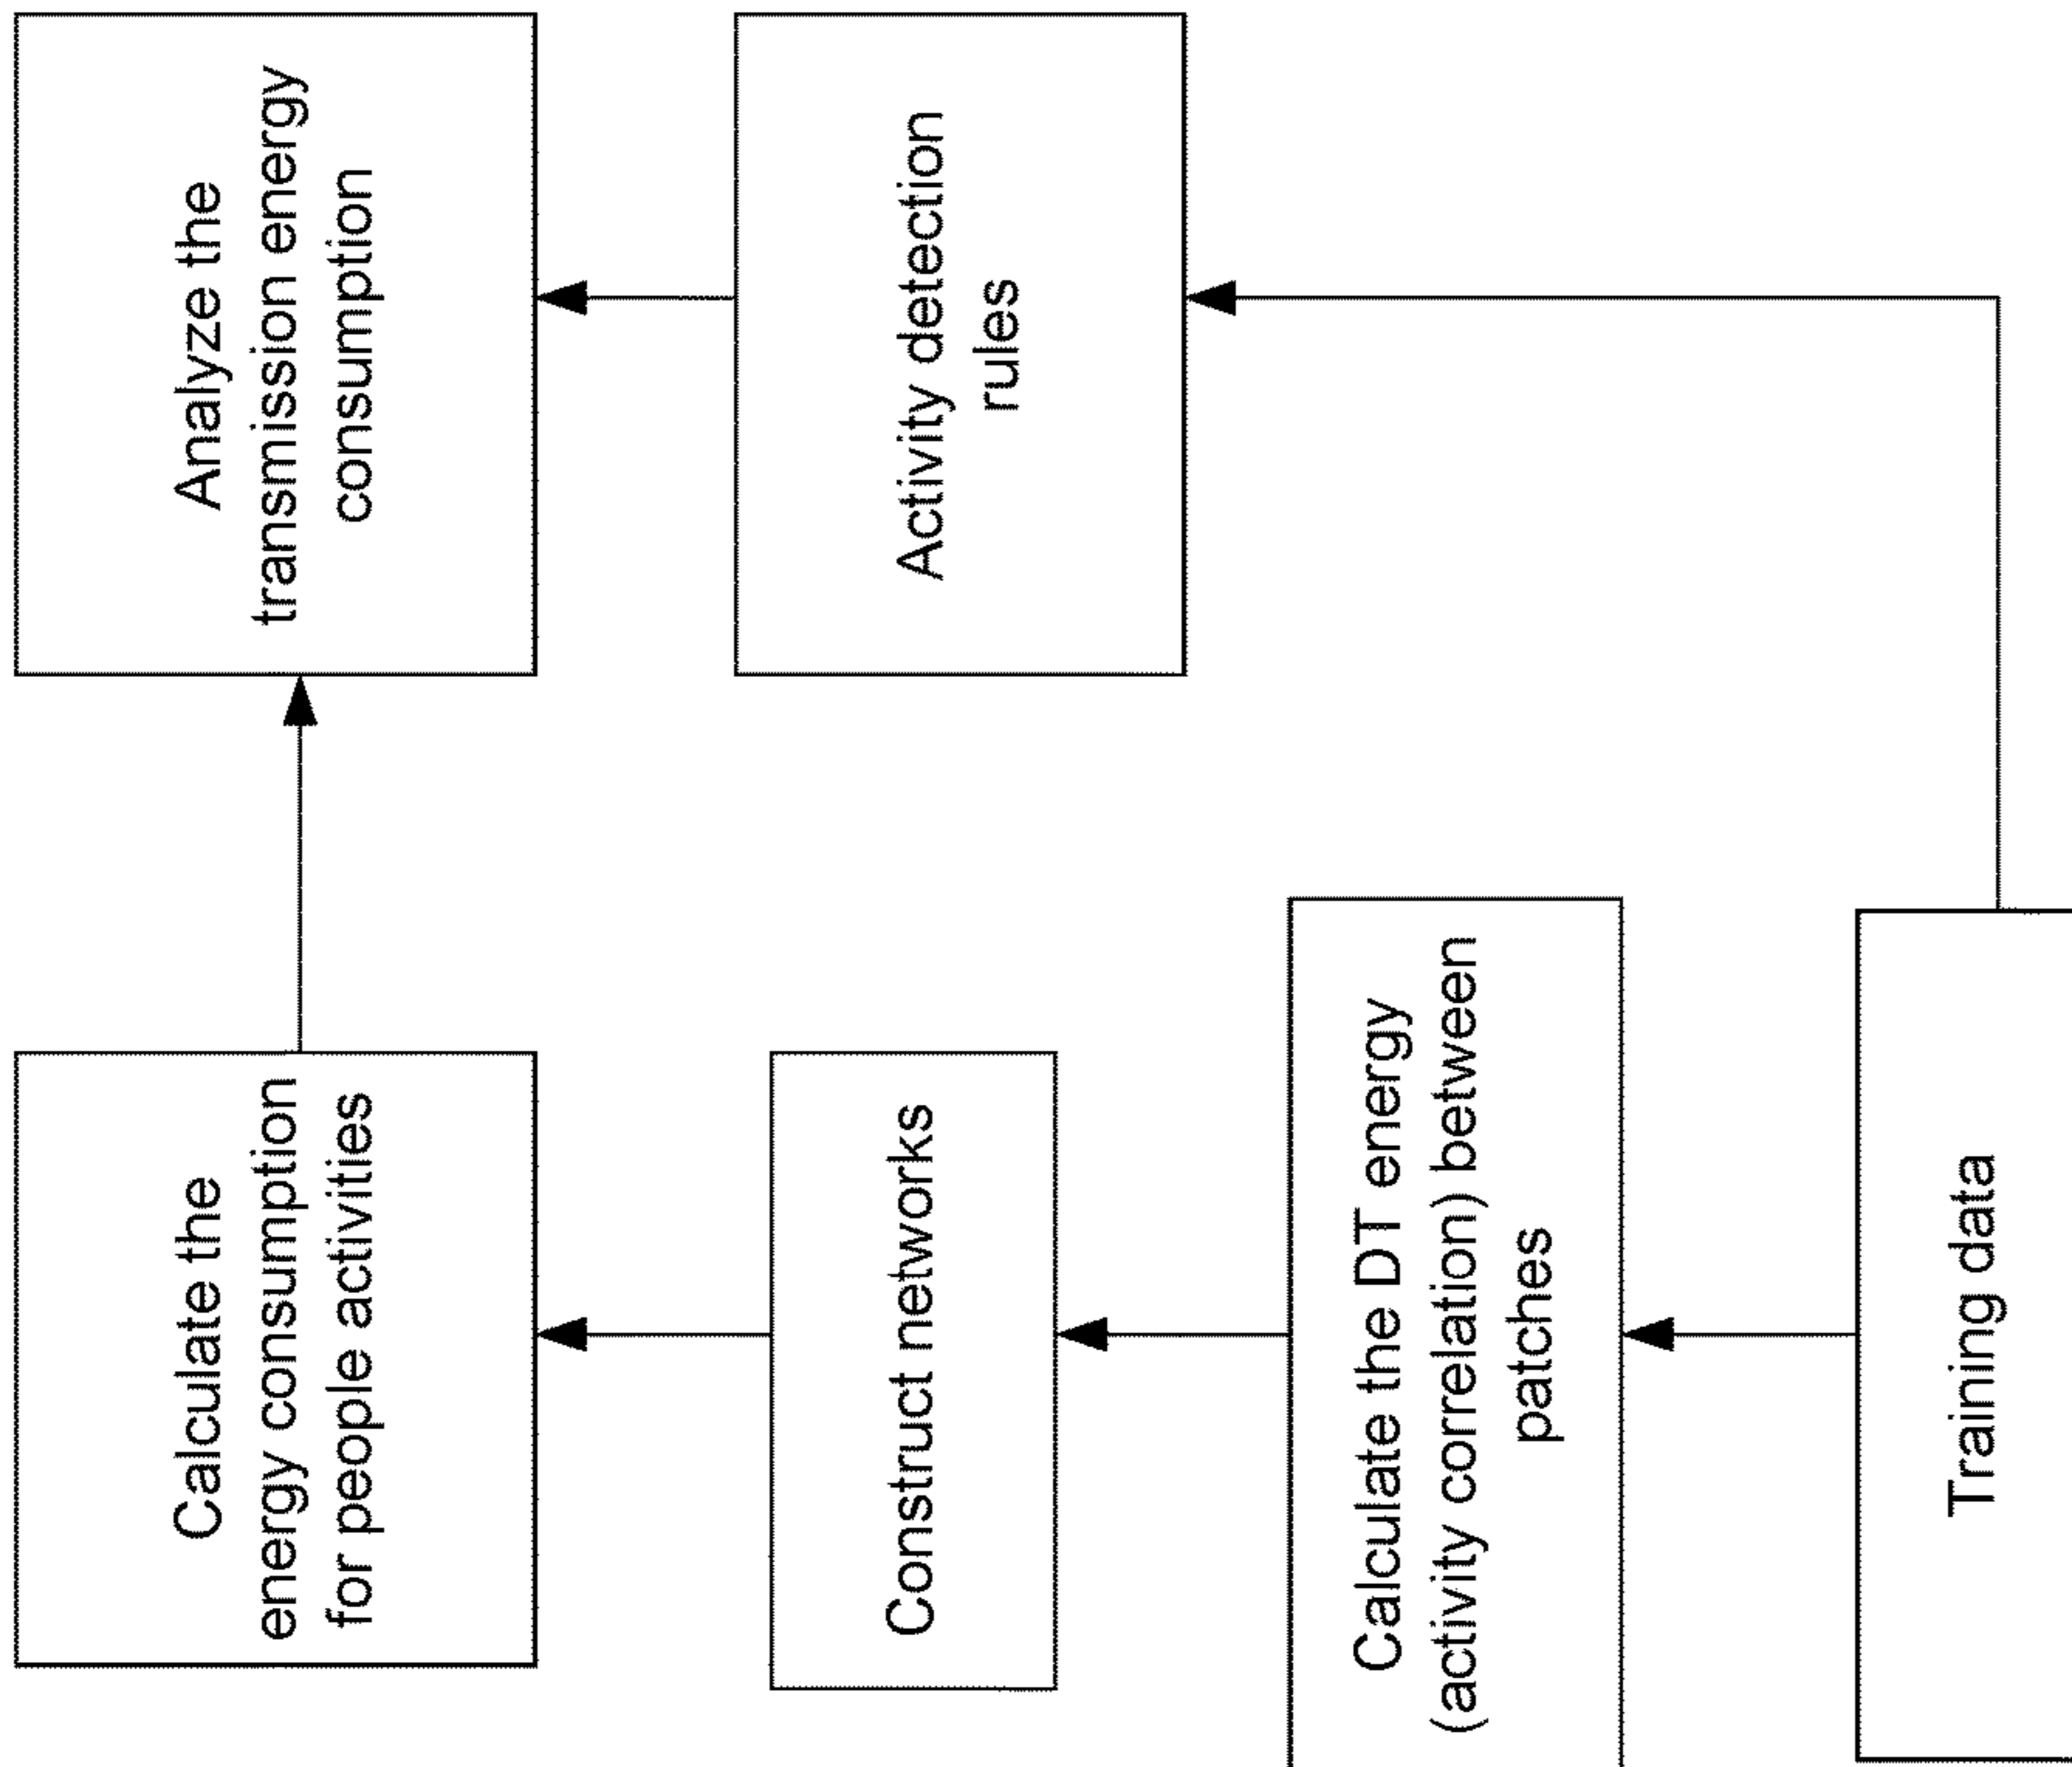 Analyze the
transmission energy
consumption
Activity detection
rules
Calculate the
energy consumption
for people activities
Construct networks
Calculate the DT energy
(activity correlation) between
patches
Training data